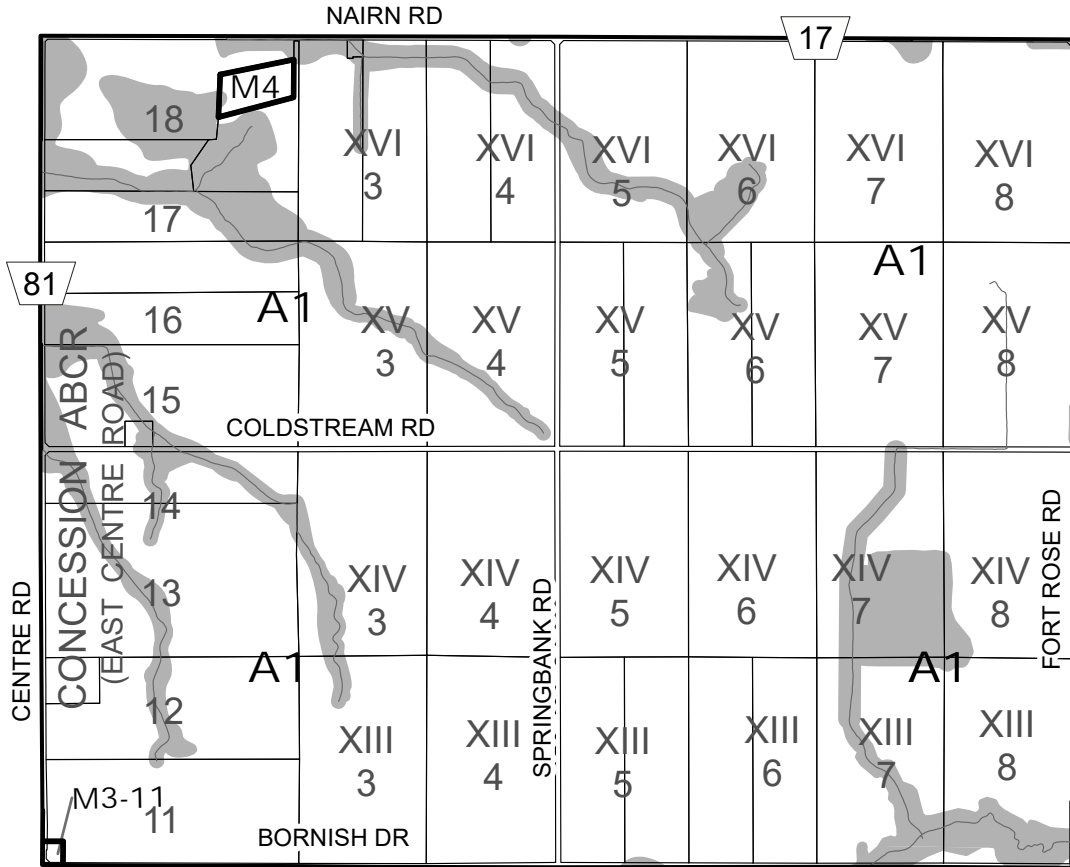 NAIRN RD
17
M4
18
XVI
3
XVI
4
XVI
5
XVI
6
XVI
7
XVI
8
17
81
A1
A1
16
XV
3
XV
4
XV
5
XV
6
XV
7
XV
8
15
COLDSTREAM RD
CONCESSION ABCR
(EAST CENTRE ROAD)
14
13
XIV
3
XIV
4
XIV
5
XIV
6
XIV
7
XIV
8
CENTRE RD
SPRINGBANK RD
FORT ROSE RD
A1
A1
12
XIII
3
XIII
4
XIII
5
XIII
6
XIII
7
XIII
8
M3-11
11
BORNISH DR